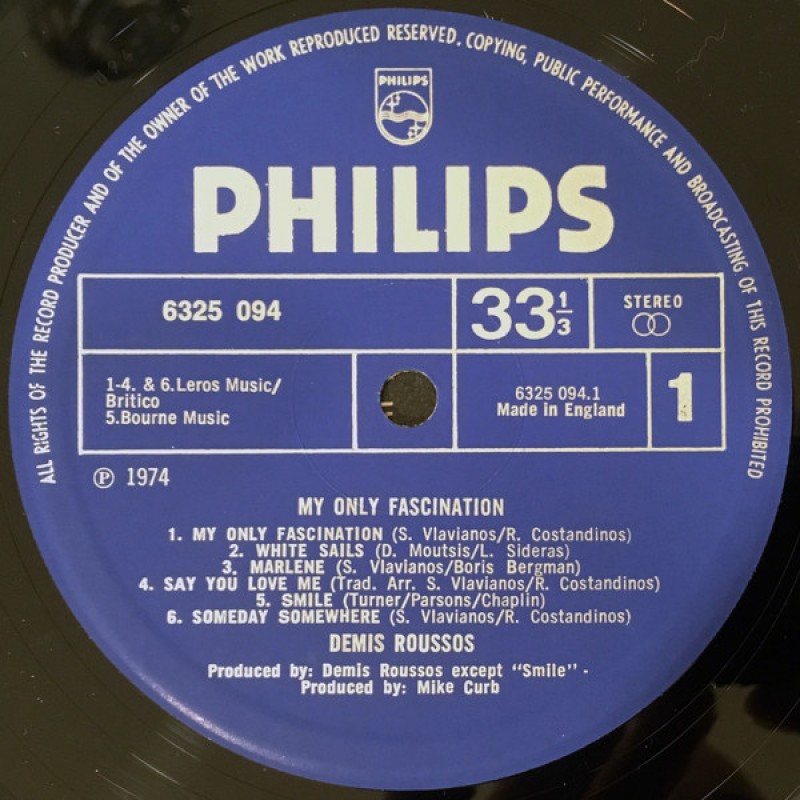 ALL RIGHTS OF THE RECORD PRODUCER AND OF THE OWNER OF THE WORK REPRODUCED RESERVED. COPYING, PUBLIC PERFORMANCE AND BROADCASTING OF THIS RECORD PROHIBITED
PHILIPS
PHILIPS
6325 094
33 1/3
STEREO
1-4. & 6.Leros Music/
Britico
5.Bourne Music
6325 094.1
Made in England
1
℗ 1974
MY ONLY FASCINATION
1. MY ONLY FASCINATION (S. Vlavianos/R. Costandinos)
2. WHITE SAILS (D. Moutsis/L. Sideras)
3. MARLENE (S. Vlavianos/Boris Bergman)
4. SAY YOU LOVE ME (Trad. Arr. S. Vlavianos/R. Costandinos)
5. SMILE (Turner/Parsons/Chaplin)
6. SOMEDAY SOMEWHERE (S. Vlavianos/R. Costandinos)
DEMIS ROUSSOS
Produced by: Demis Roussos except "Smile" -
Produced by: Mike Curb